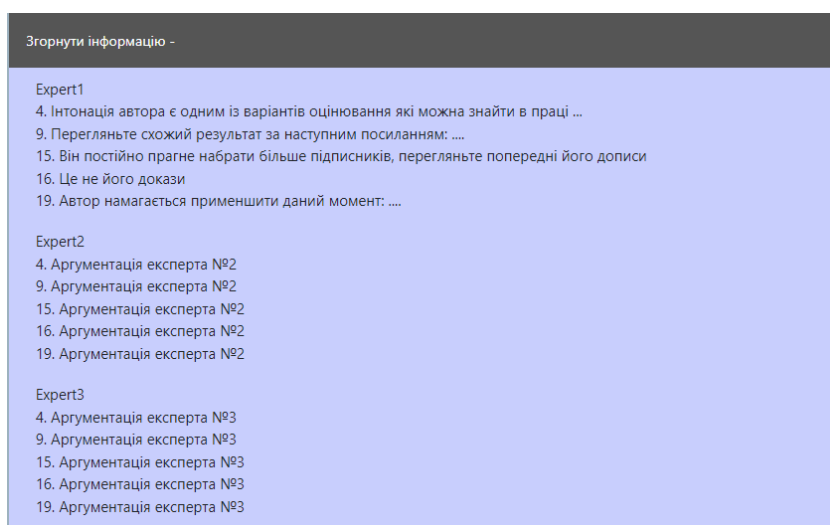 Згорнути інформацію -
Expert1
4. Інтонація автора є одним із варіантів оцінювання які можна знайти в праці ...
9. Перегляньте схожий результат за наступним посиланням: ....
15. Він постійно прагне набрати більше підписників, перегляньте попередні його дописи
16. Це не його докази
19. Автор намагається применшити даний момент: ....
Expert2
4. Аргументація експерта №2
9. Аргументація експерта №2
15. Аргументація експерта №2
16. Аргументація експерта №2
19. Аргументація експерта №2
Expert3
4. Аргументація експерта №3
9. Аргументація експерта №3
15. Аргументація експерта №3
16. Аргументація експерта №3
19. Аргументація експерта №3